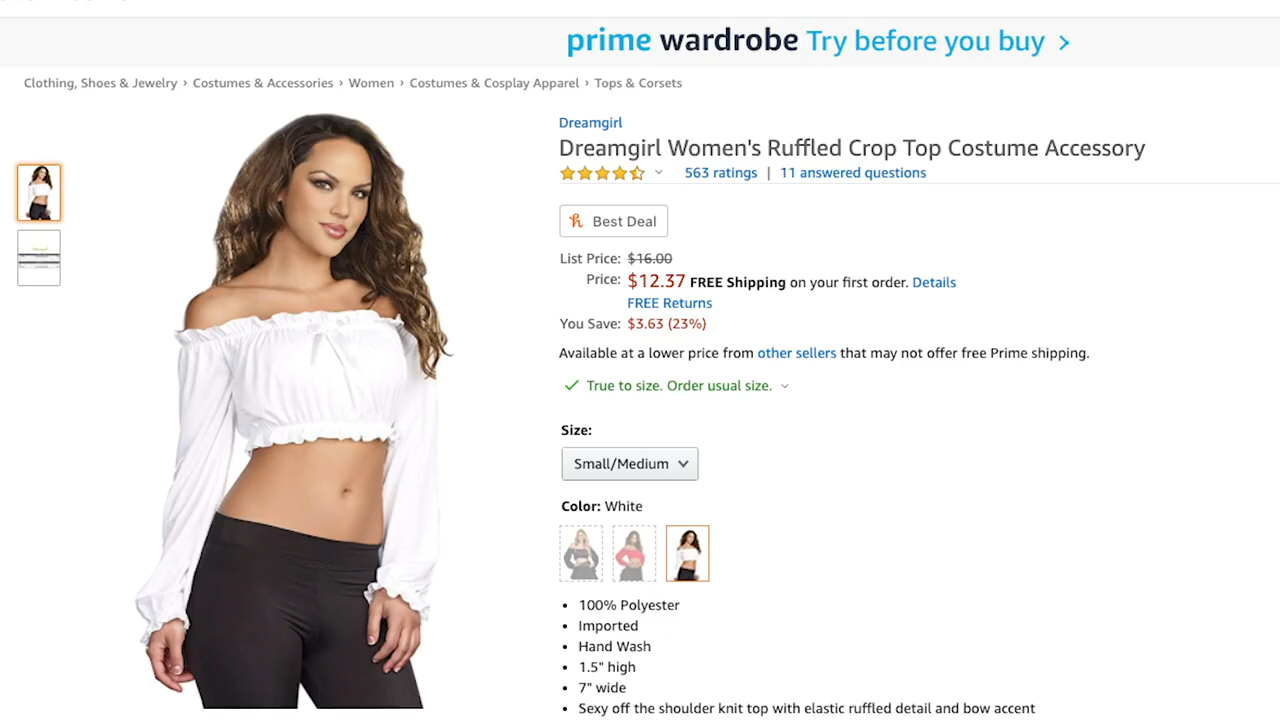 prime wardrobe Try before you buy >
Clothing, Shoes & Jewelry › Costumes & Accessories › Women › Costumes & Cosplay Apparel › Tops & Corsets
Dreamgirl
Dreamgirl Women's Ruffled Crop Top Costume Accessory
563 ratings | 11 answered questions
Best Deal
List Price: $16.00
Price: $12.37 FREE Shipping on your first order. Details
FREE Returns
You Save: $3.63 (23%)
Available at a lower price from other sellers that may not offer free Prime shipping.
True to size. Order usual size.
Size:
Small/Medium
Color: White
• 100% Polyester
• Imported
• Hand Wash
• 1.5" high
• 7" wide
• Sexy off the shoulder knit top with elastic ruffled detail and bow accent